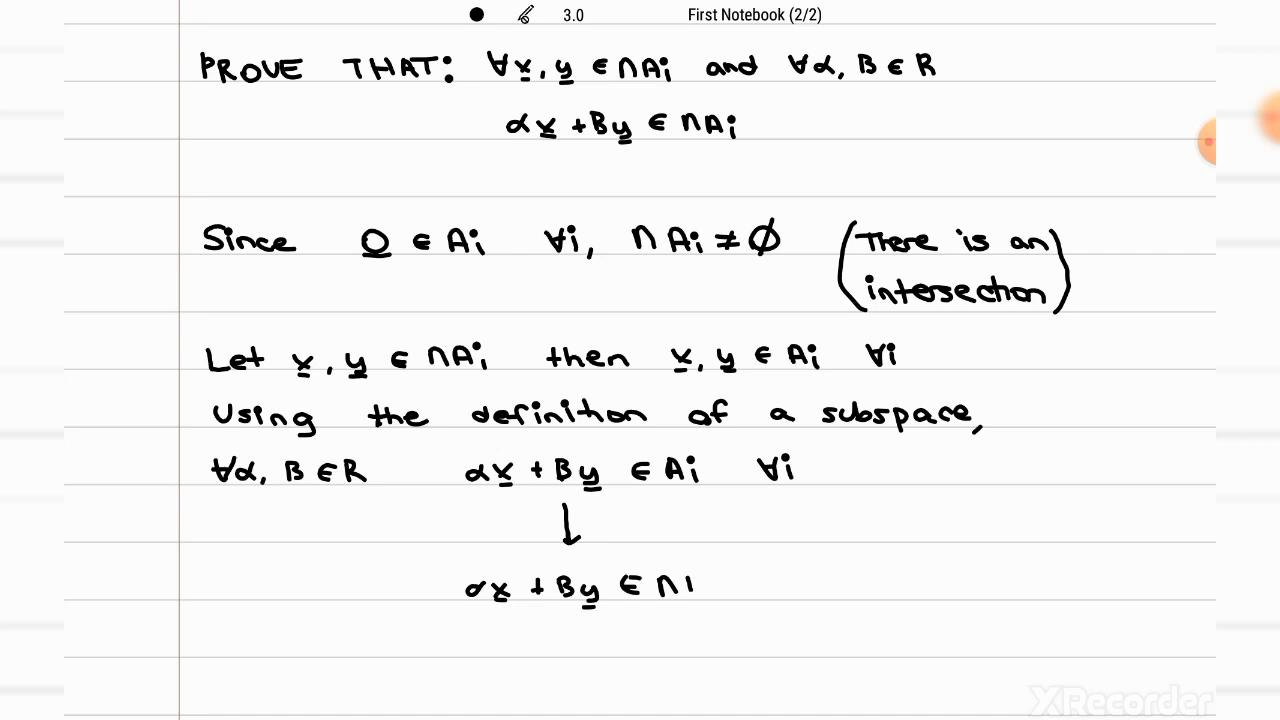 3.0 First Notebook (2/2)
PROVE THAT: ∀x, y ∈ ∩Ai and ∀α, B ∈ R
αx + By ∈ ∩Ai
Since 0 ∈ Ai ∀i, ∩Ai ≠ ∅ (There is an
intersection)
Let x, y ∈ ∩Ai then x, y ∈ Ai ∀i
Using the definition of a subspace,
∀α, B ∈ R αx + By ∈ Ai ∀i
↓
αx + By ∈ ∩
XRecorder